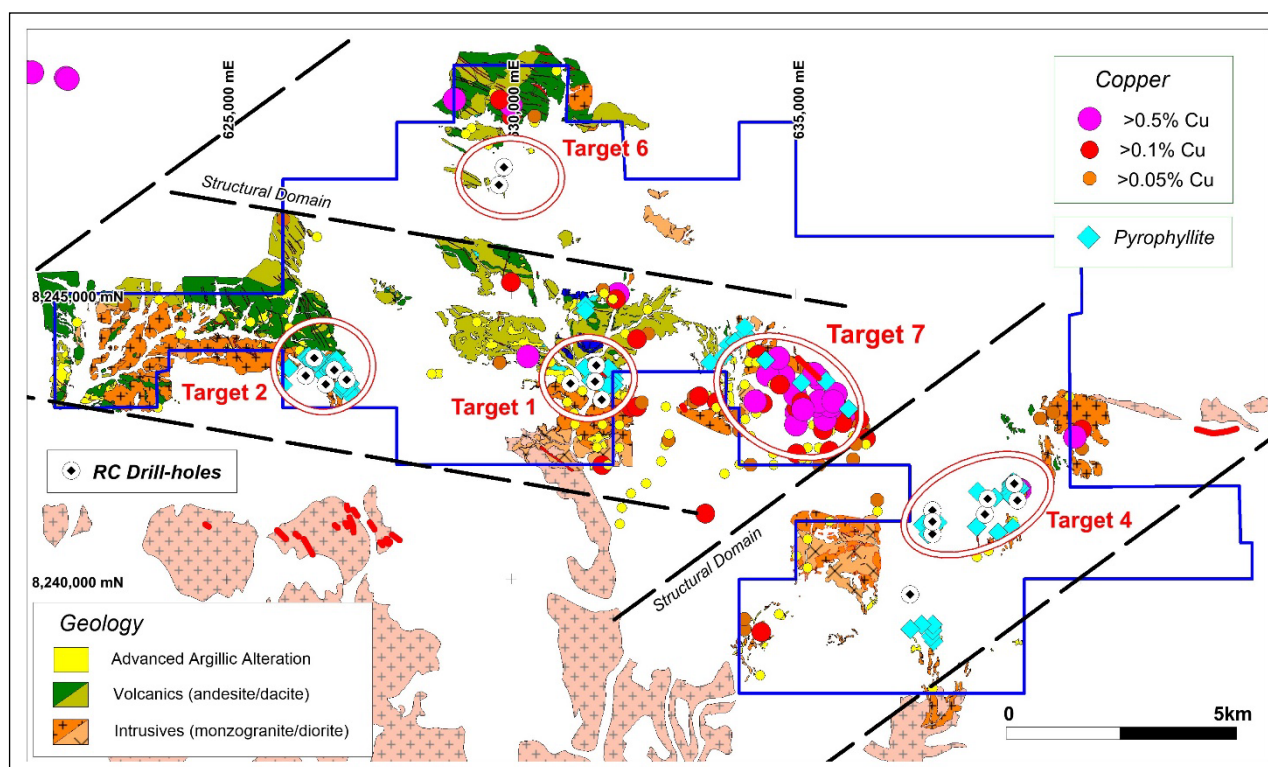 625,000 mE
630,000 mE
635,000 mE
Copper
>0.5% Cu
>0.1% Cu
>0.05% Cu
Pyrophyllite
Target 6
Structural Domain
8,245,000 mN
Target 7
Target 2
Target 1
RC Drill-holes
Target 4
Structural Domain
8,240,000 mN
Geology
Advanced Argillic Alteration
Volcanics (andesite/dacite)
Intrusives (monzogranite/diorite)
0 5km